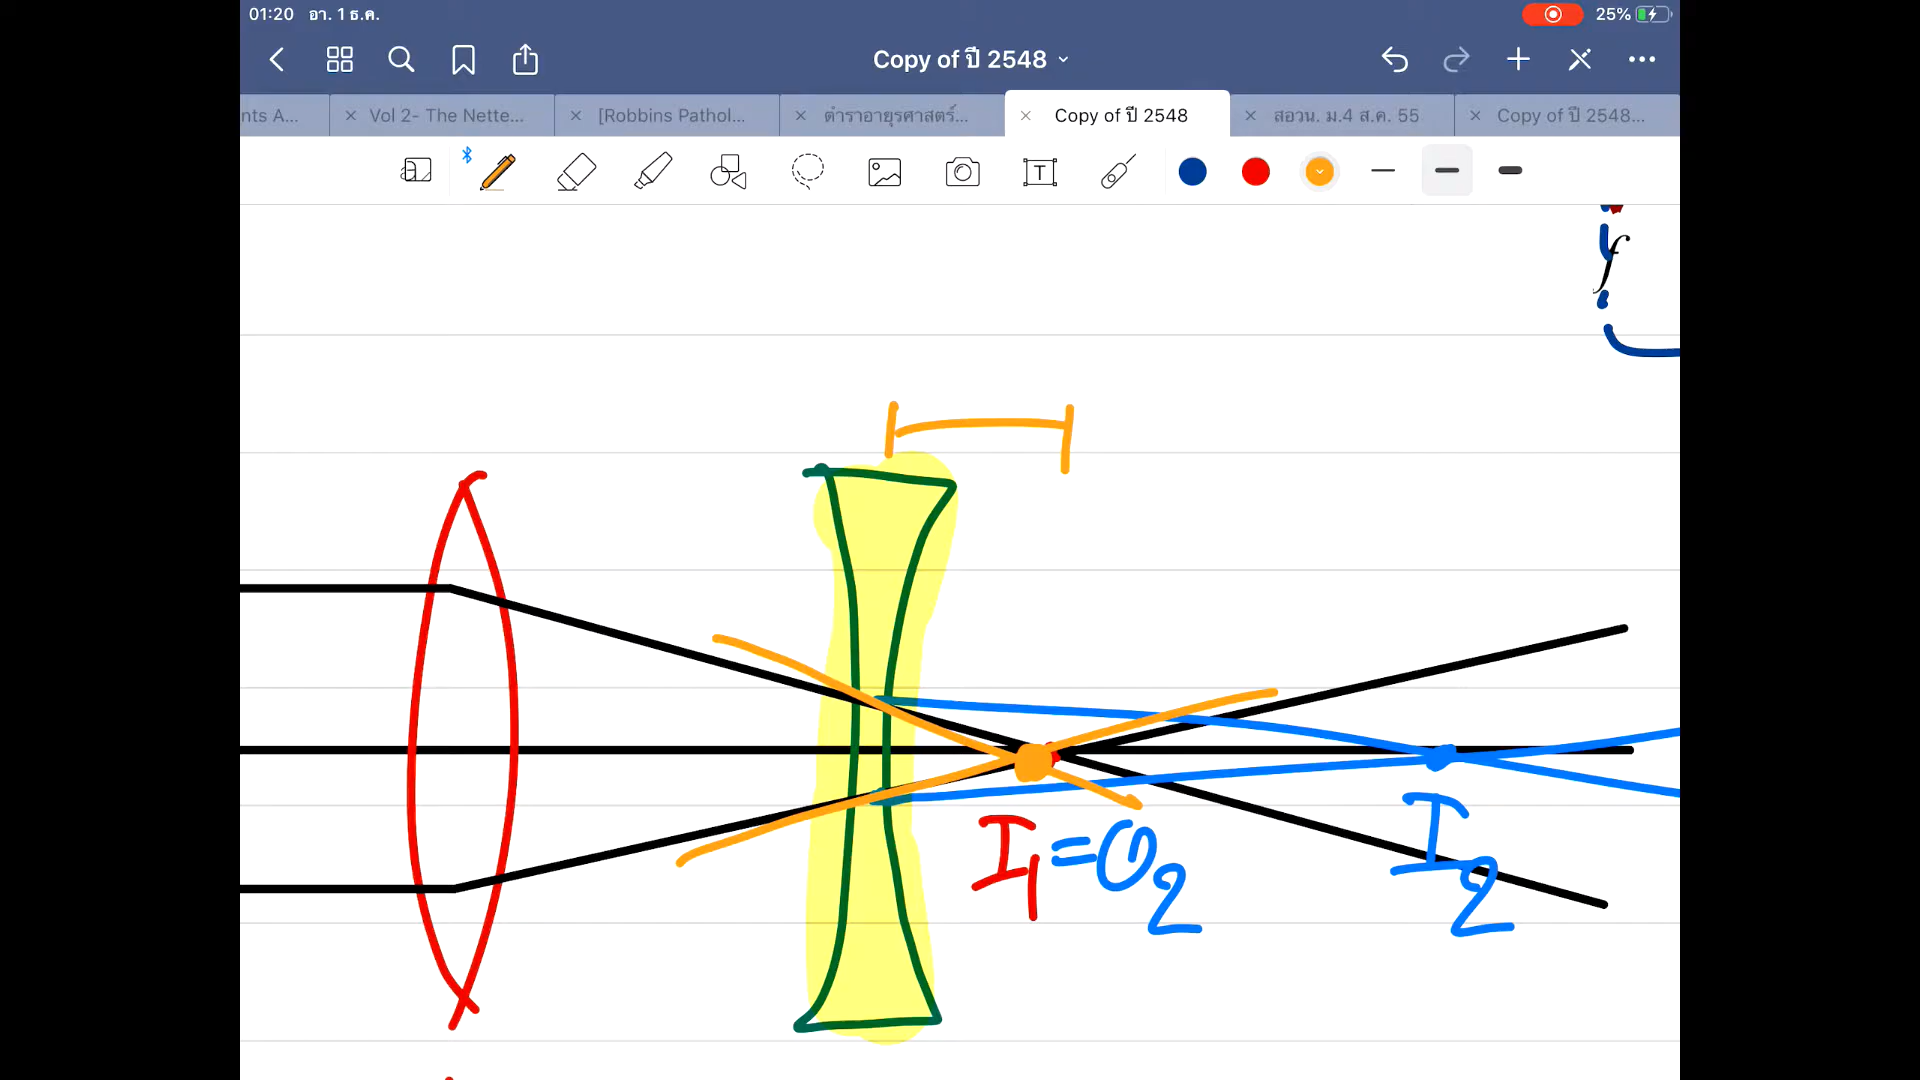 01:20 อา. 1 ธ.ค.
25%
Copy of ปี 2548
nts A...
Vol 2- The Nette...
[Robbins Pathol...
ตำราอายุรศาสตร์...
Copy of ปี 2548
สอวน. ม.4 ส.ค. 55
Copy of ปี 2548...
T
f
I₁=O₂
I₂